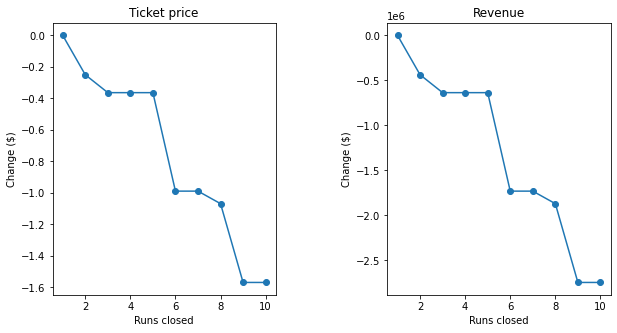 Ticket price
0.0
−0.2
−0.4
−0.6
−0.8
−1.0
−1.2
−1.4
−1.6
Change ($)
2 4 6 8 10
Runs closed
Revenue
1e6
0.0
−0.5
−1.0
−1.5
−2.0
−2.5
Change ($)
2 4 6 8 10
Runs closed